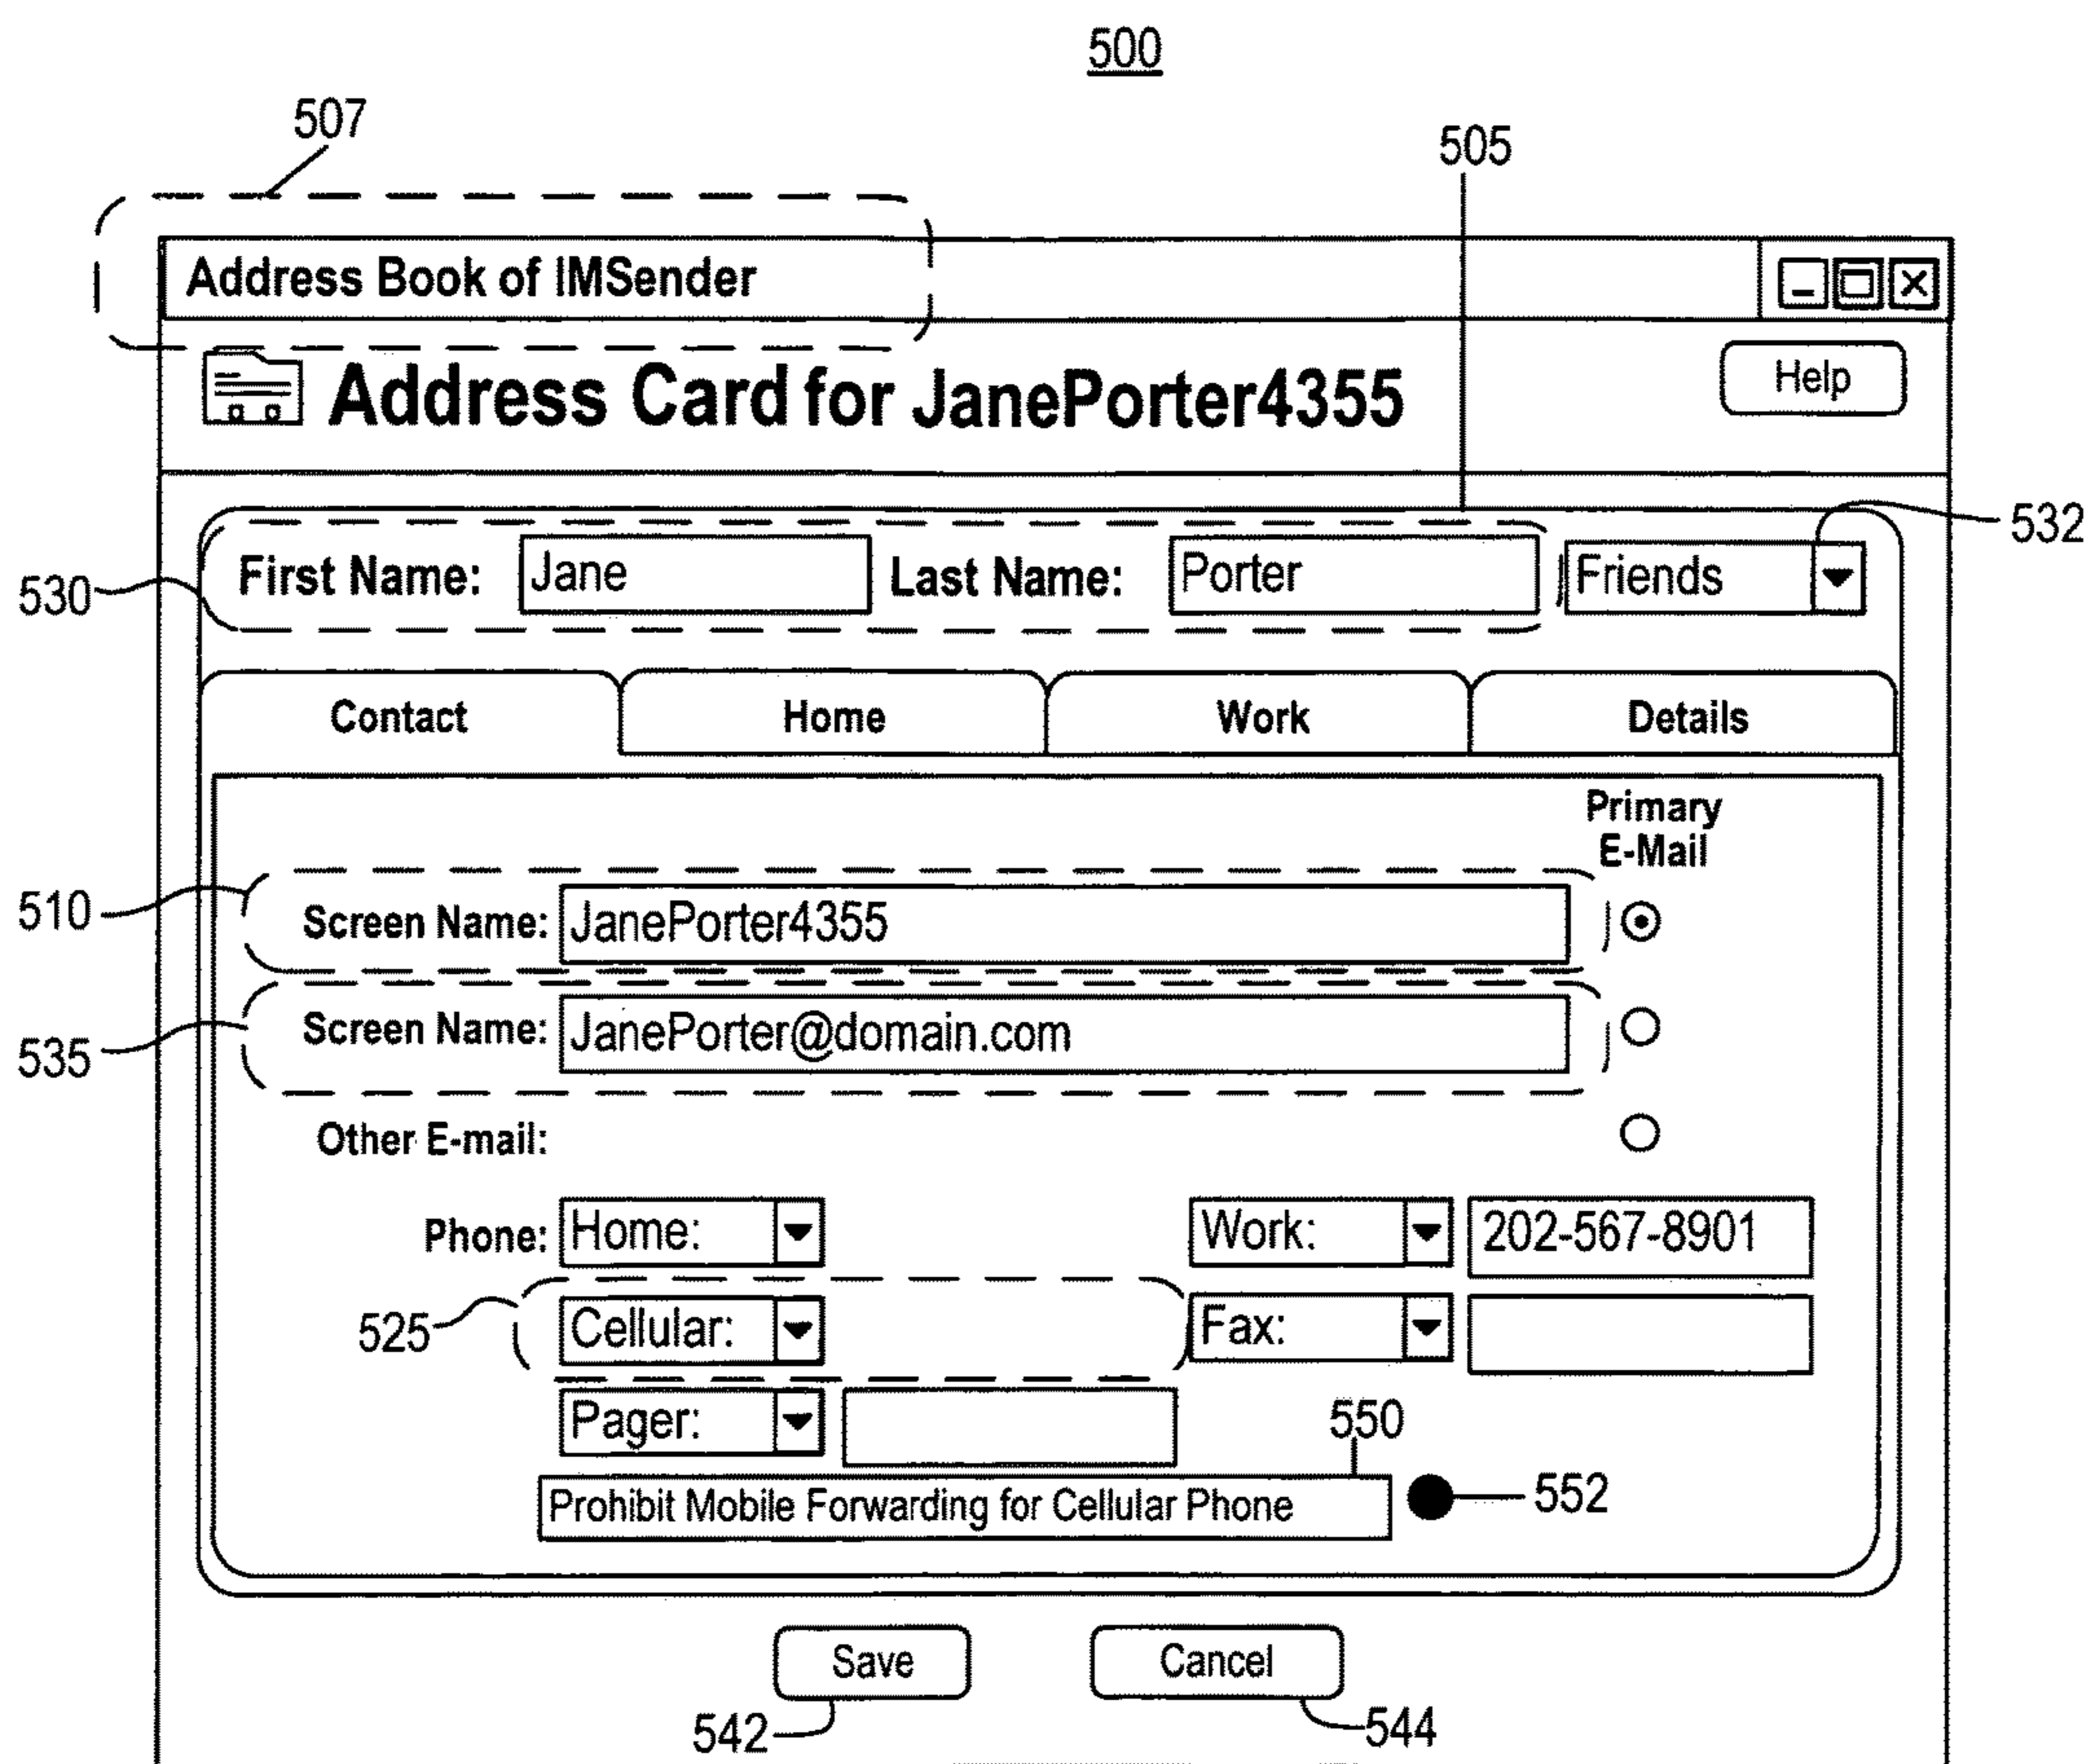 500
507
505
Address Book of IMSender
Address Card for JanePorter4355
Help
532
530
First Name: Jane Last Name: Porter Friends
Contact Home Work Details
Primary
E-Mail
510
Screen Name: JanePorter4355
535
Screen Name: JanePorter@domain.com
Other E-mail:
Phone: Home: Work: 202-567-8901
525
Cellular: Fax:
Pager:
550
Prohibit Mobile Forwarding for Cellular Phone
552
Save Cancel
542
544